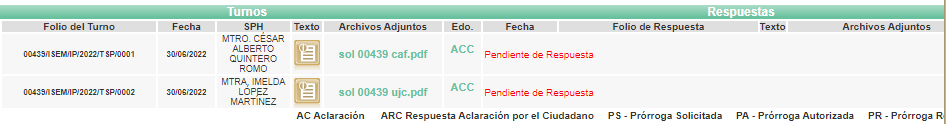 Turnos Respuestas
Folio del Turno Fecha SPH Texto Archivos Adjuntos Edo. Fecha Folio de Respuesta Texto Archivos Adjuntos
00439/ISEM/IP/2022/TSP/0001 30/06/2022 MTRO. CÉSAR ALBERTO QUINTERO ROMO sol 00439 caf.pdf ACC Pendiente de Respuesta
00439/ISEM/IP/2022/TSP/0002 30/06/2022 MTRA, IMELDA LÓPEZ MARTÍNEZ sol 00439 ujc.pdf ACC Pendiente de Respuesta
AC Aclaración ARC Respuesta Aclaración por el Ciudadano PS - Prórroga Solicitada PA - Prórroga Autorizada PR - Prórroga